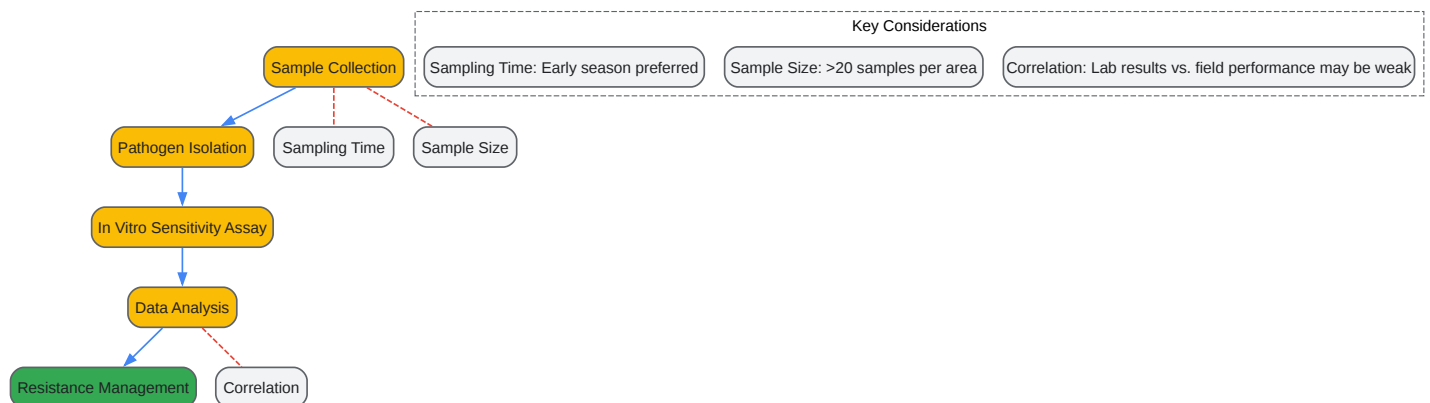 Key Considerations
Sample Collection
Sampling Time: Early season preferred
Sample Size: >20 samples per area
Correlation: Lab results vs. field performance may be weak
Pathogen Isolation
Sampling Time
Sample Size
In Vitro Sensitivity Assay
Data Analysis
Resistance Management
Correlation